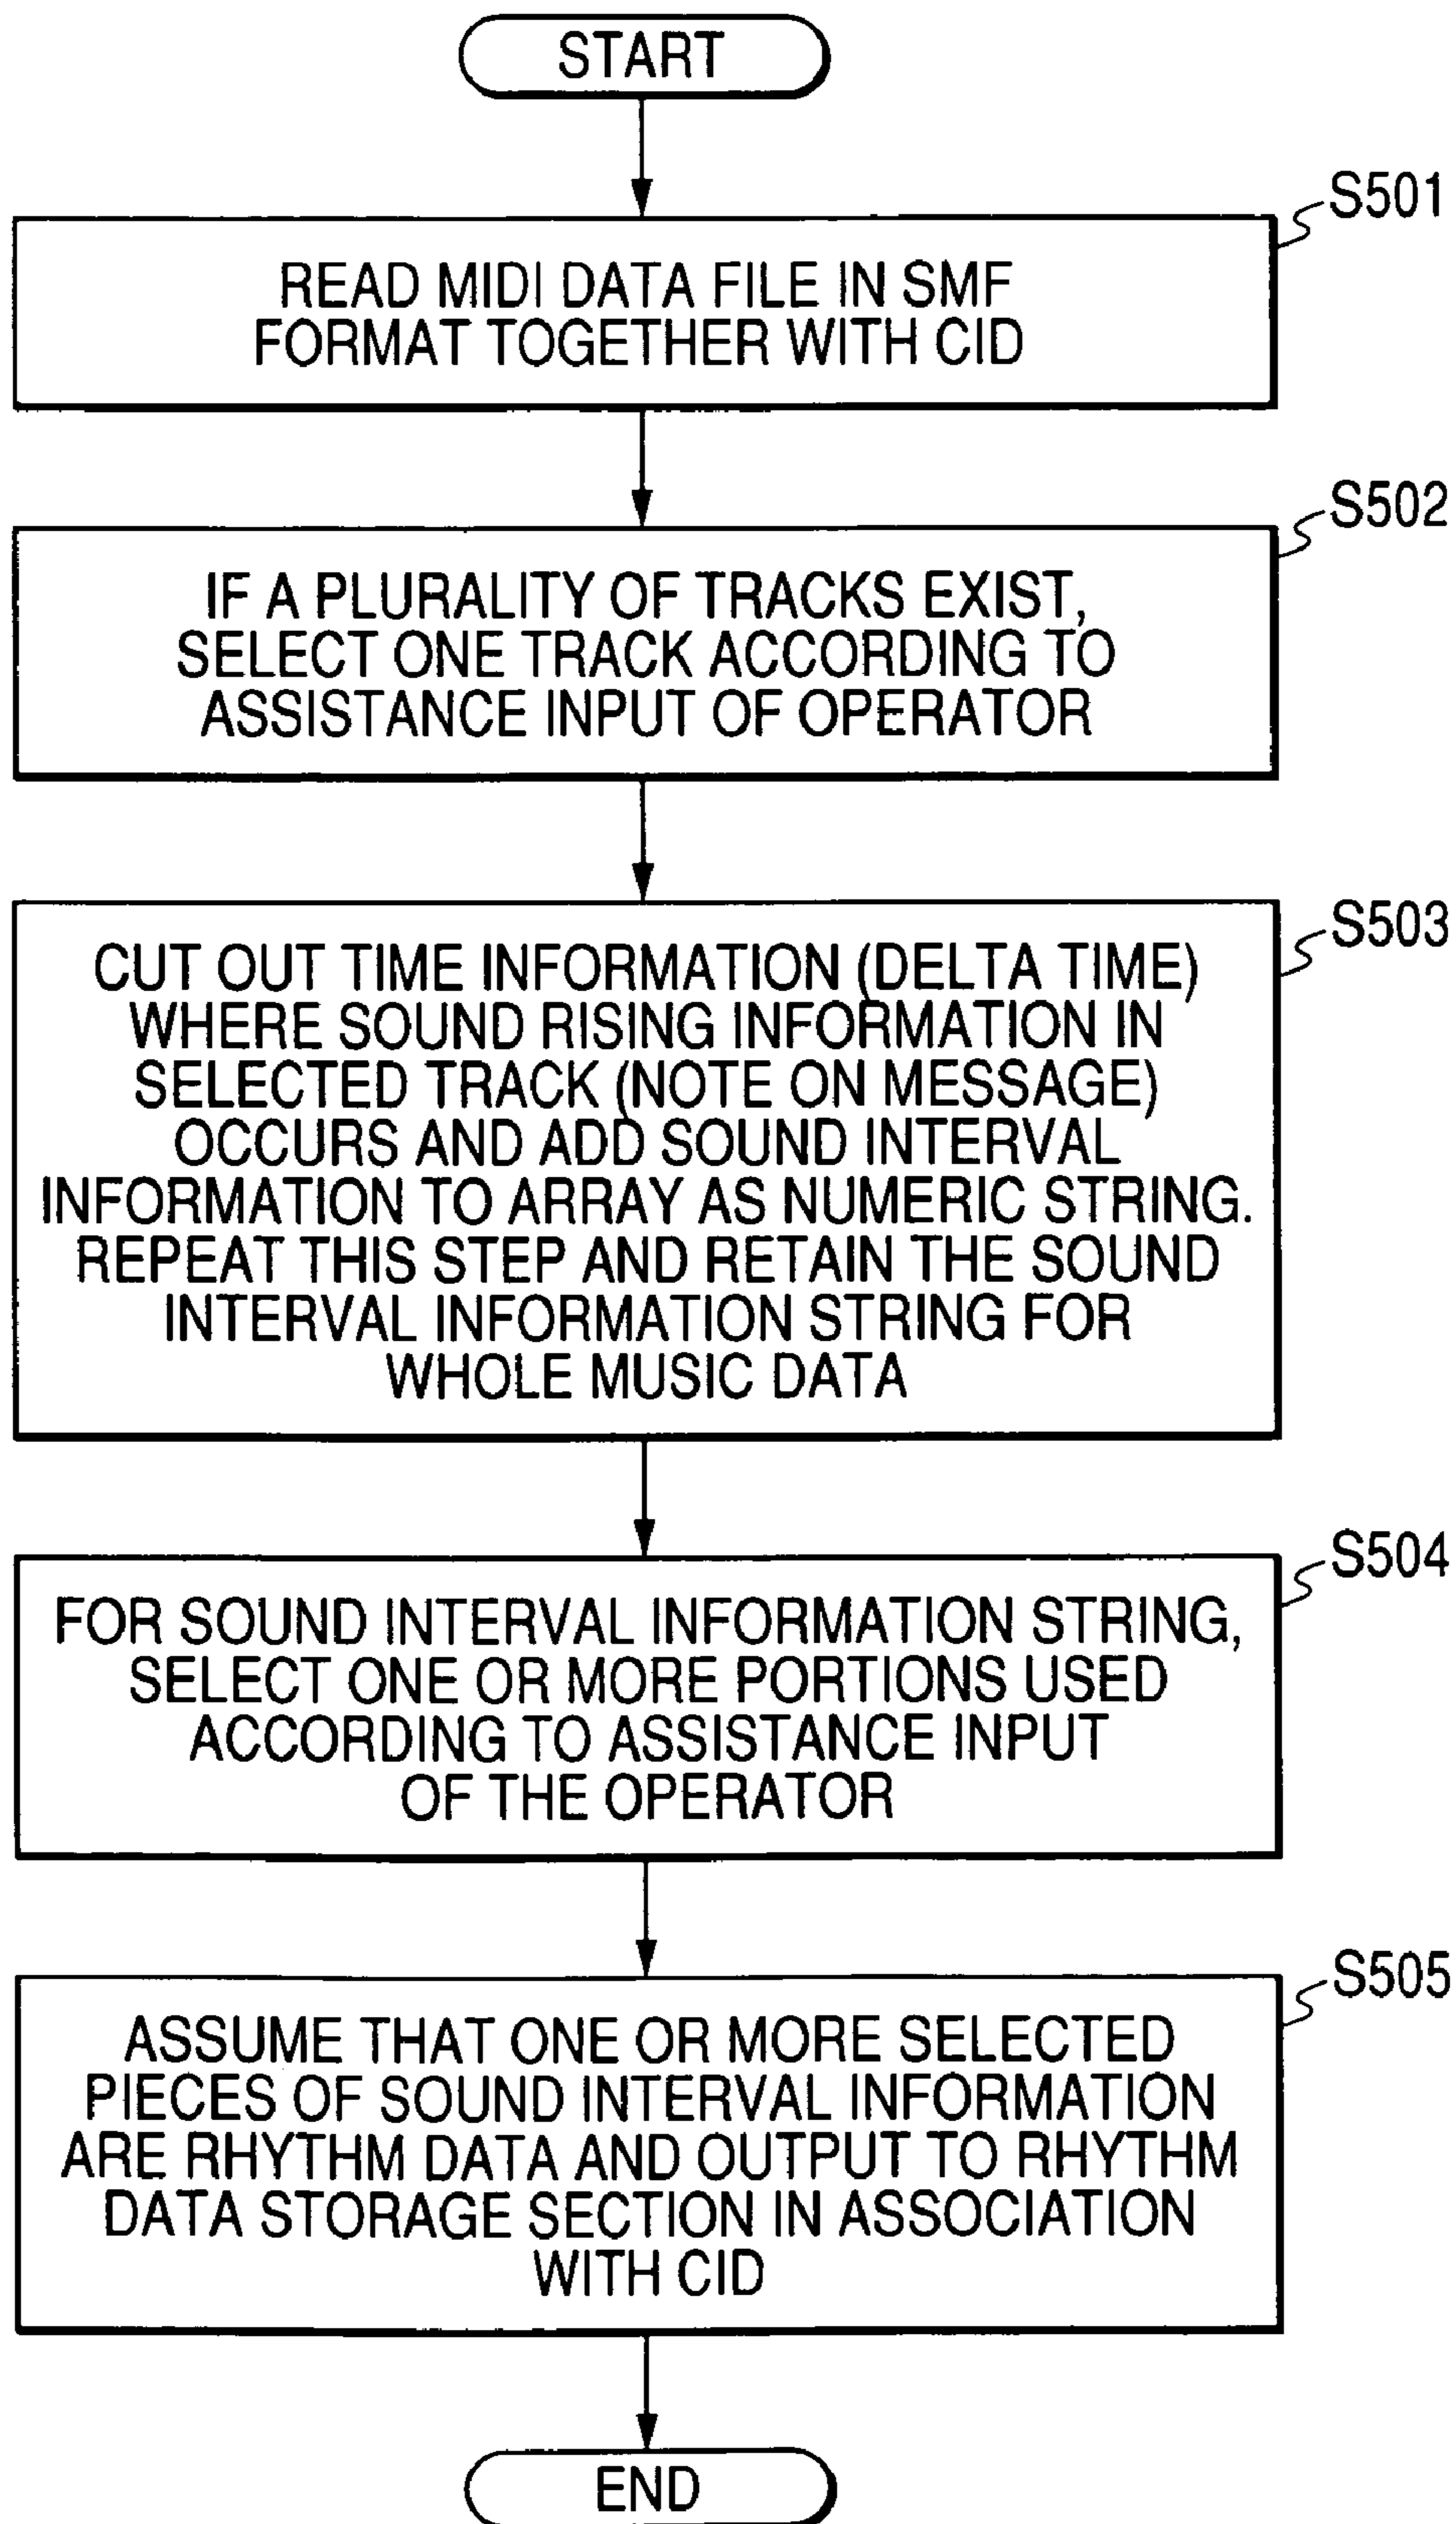 START
S501
READ MIDI DATA FILE IN SMF
FORMAT TOGETHER WITH CID
S502
IF A PLURALITY OF TRACKS EXIST,
SELECT ONE TRACK ACCORDING TO
ASSISTANCE INPUT OF OPERATOR
S503
CUT OUT TIME INFORMATION (DELTA TIME)
WHERE SOUND RISING INFORMATION IN
SELECTED TRACK (NOTE ON MESSAGE)
OCCURS AND ADD SOUND INTERVAL
INFORMATION TO ARRAY AS NUMERIC STRING.
REPEAT THIS STEP AND RETAIN THE SOUND
INTERVAL INFORMATION STRING FOR
WHOLE MUSIC DATA
S504
FOR SOUND INTERVAL INFORMATION STRING,
SELECT ONE OR MORE PORTIONS USED
ACCORDING TO ASSISTANCE INPUT
OF THE OPERATOR
S505
ASSUME THAT ONE OR MORE SELECTED
PIECES OF SOUND INTERVAL INFORMATION
ARE RHYTHM DATA AND OUTPUT TO RHYTHM
DATA STORAGE SECTION IN ASSOCIATION
WITH CID
END